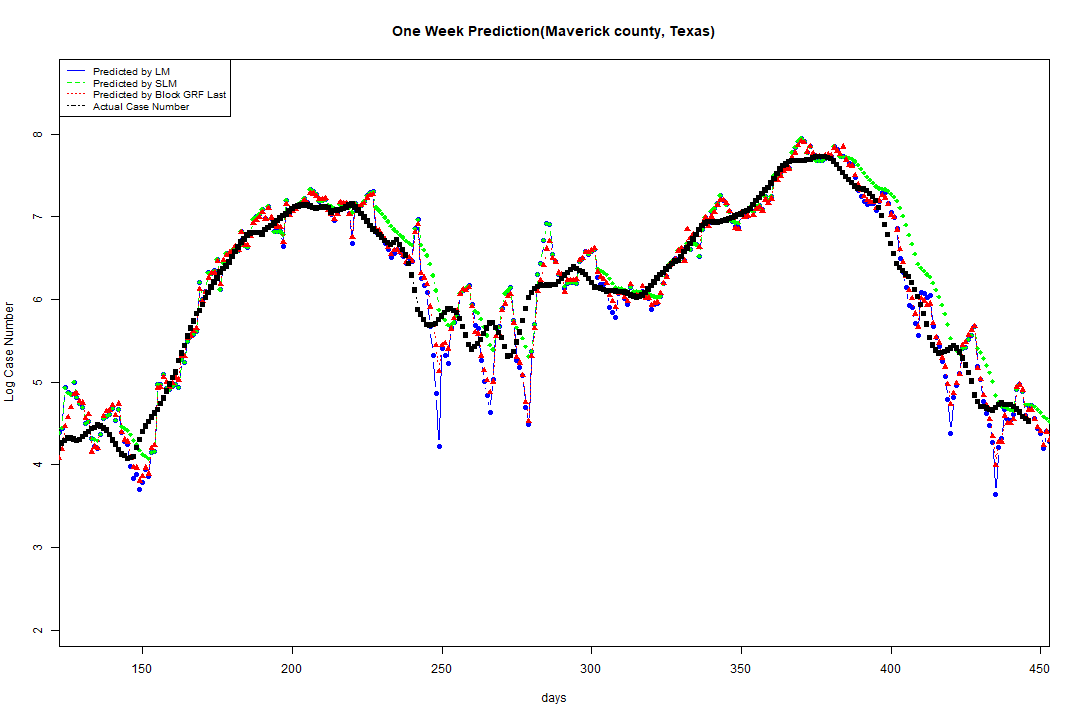 One Week Prediction(Maverick county, Texas)
Predicted by LM
Predicted by SLM
Predicted by Block GRF Last
Actual Case Number
8
7
6
5
4
3
2
Log Case Number
150 200 250 300 350 400 450
days